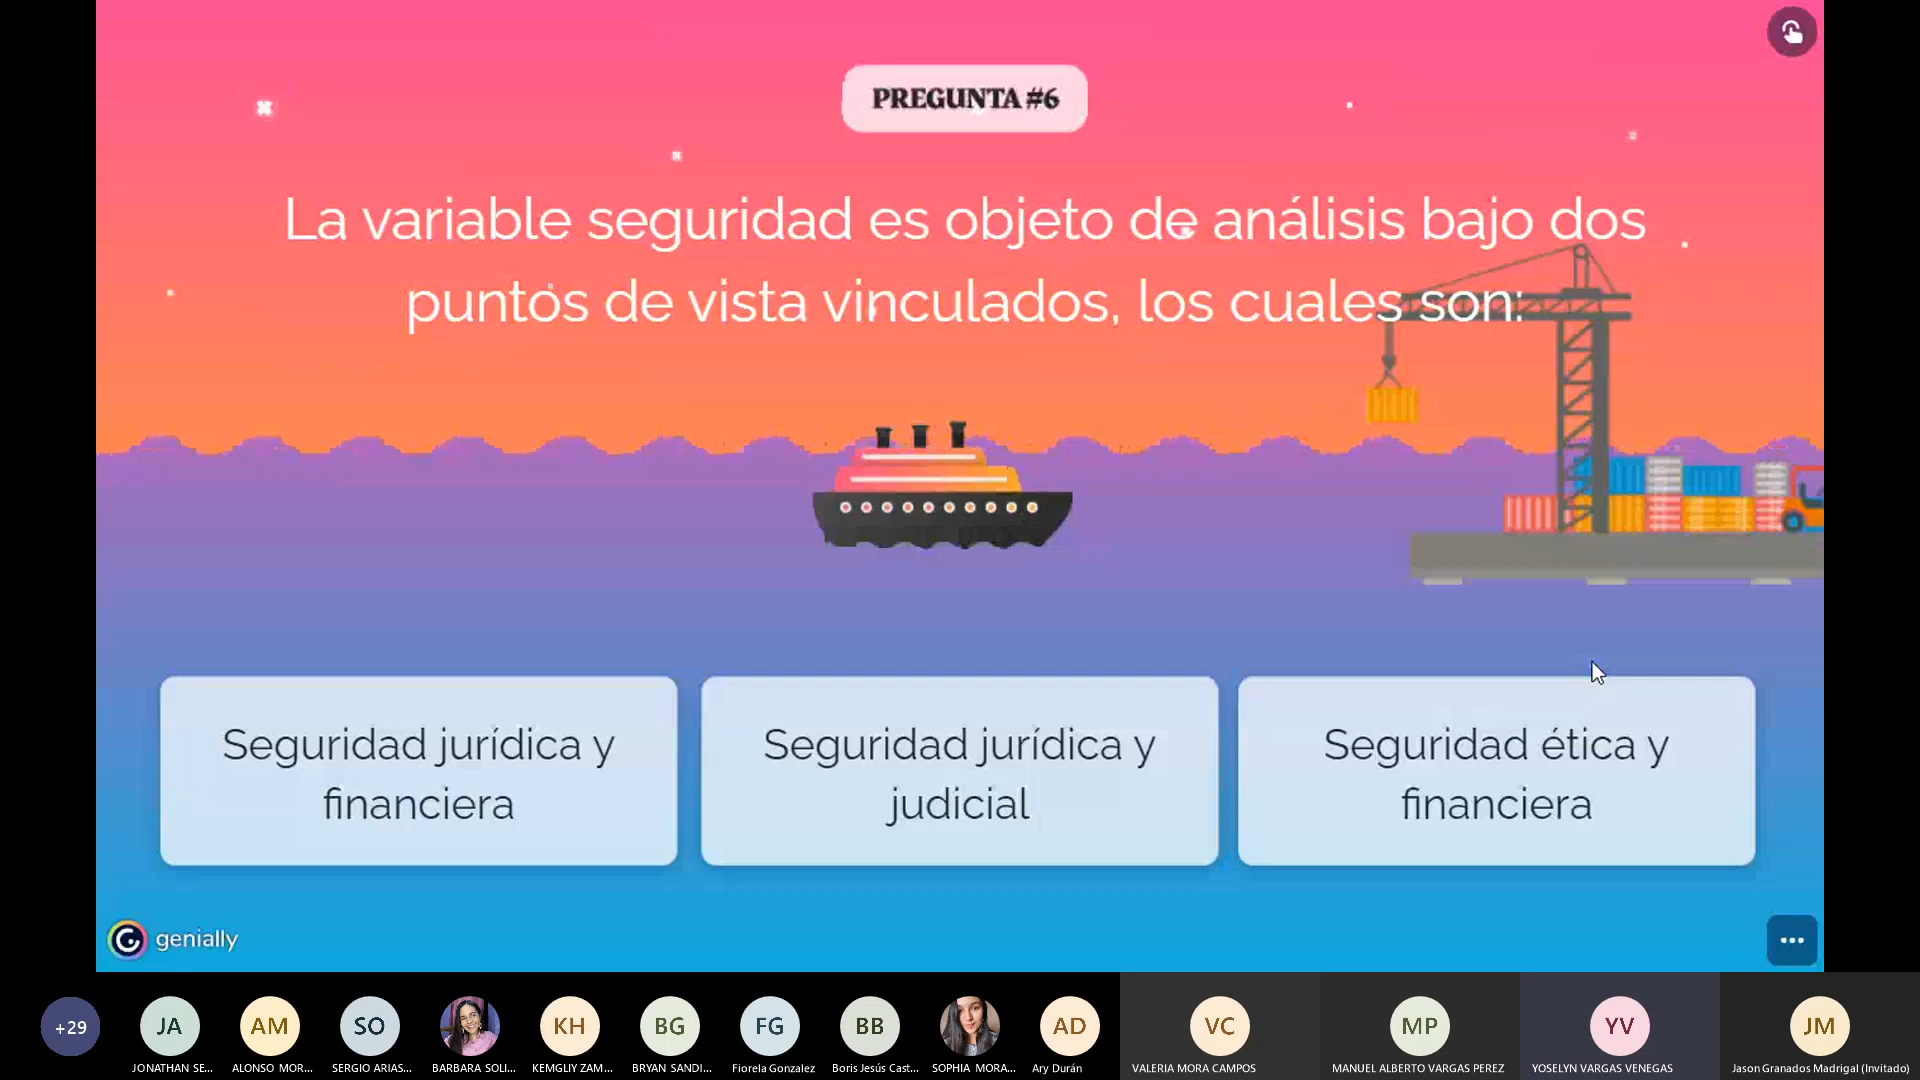 PREGUNTA #6
La variable seguridad es objeto de análisis bajo dos
puntos de vista vinculados, los cuales son:
Seguridad jurídica y
financiera
Seguridad jurídica y
judicial
Seguridad ética y
financiera
genially
+29
JA
AM
SO
KH
BG
FG
BB
AD
VC
MP
YV
JM
JONATHAN SE...
ALONSO MOR...
SERGIO ARIAS...
BARBARA SOLI...
KEMGLIY ZAM...
BRYAN SANDI...
Fiorela Gonzalez
Boris Jesús Cast...
SOPHIA MORA...
Ary Durán
VALERIA MORA CAMPOS
MANUEL ALBERTO VARGAS PEREZ
YOSELYN VARGAS VENEGAS
Jason Granados Madrigal (Invitado)